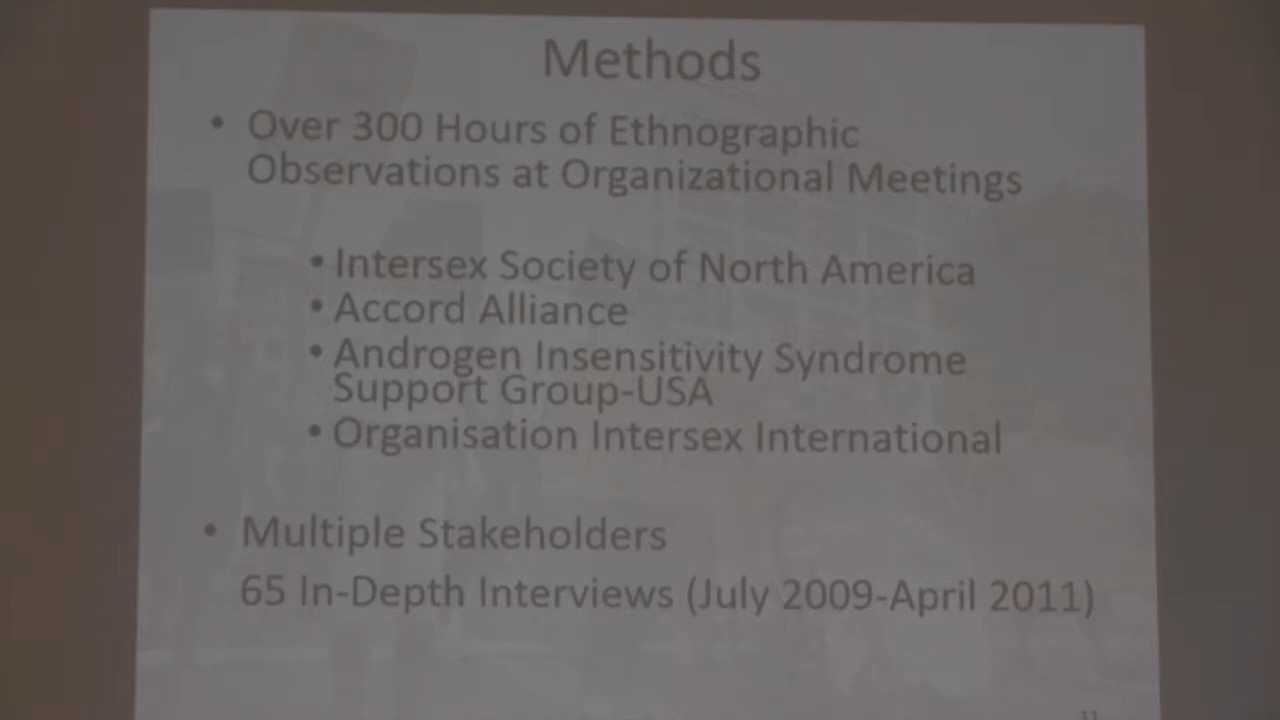 Methods
• Over 300 Hours of Ethnographic
Observations at Organizational Meetings
• Intersex Society of North America
• Accord Alliance
• Androgen Insensitivity Syndrome
Support Group-USA
• Organisation Intersex International
• Multiple Stakeholders
65 In-Depth Interviews (July 2009-April 2011)